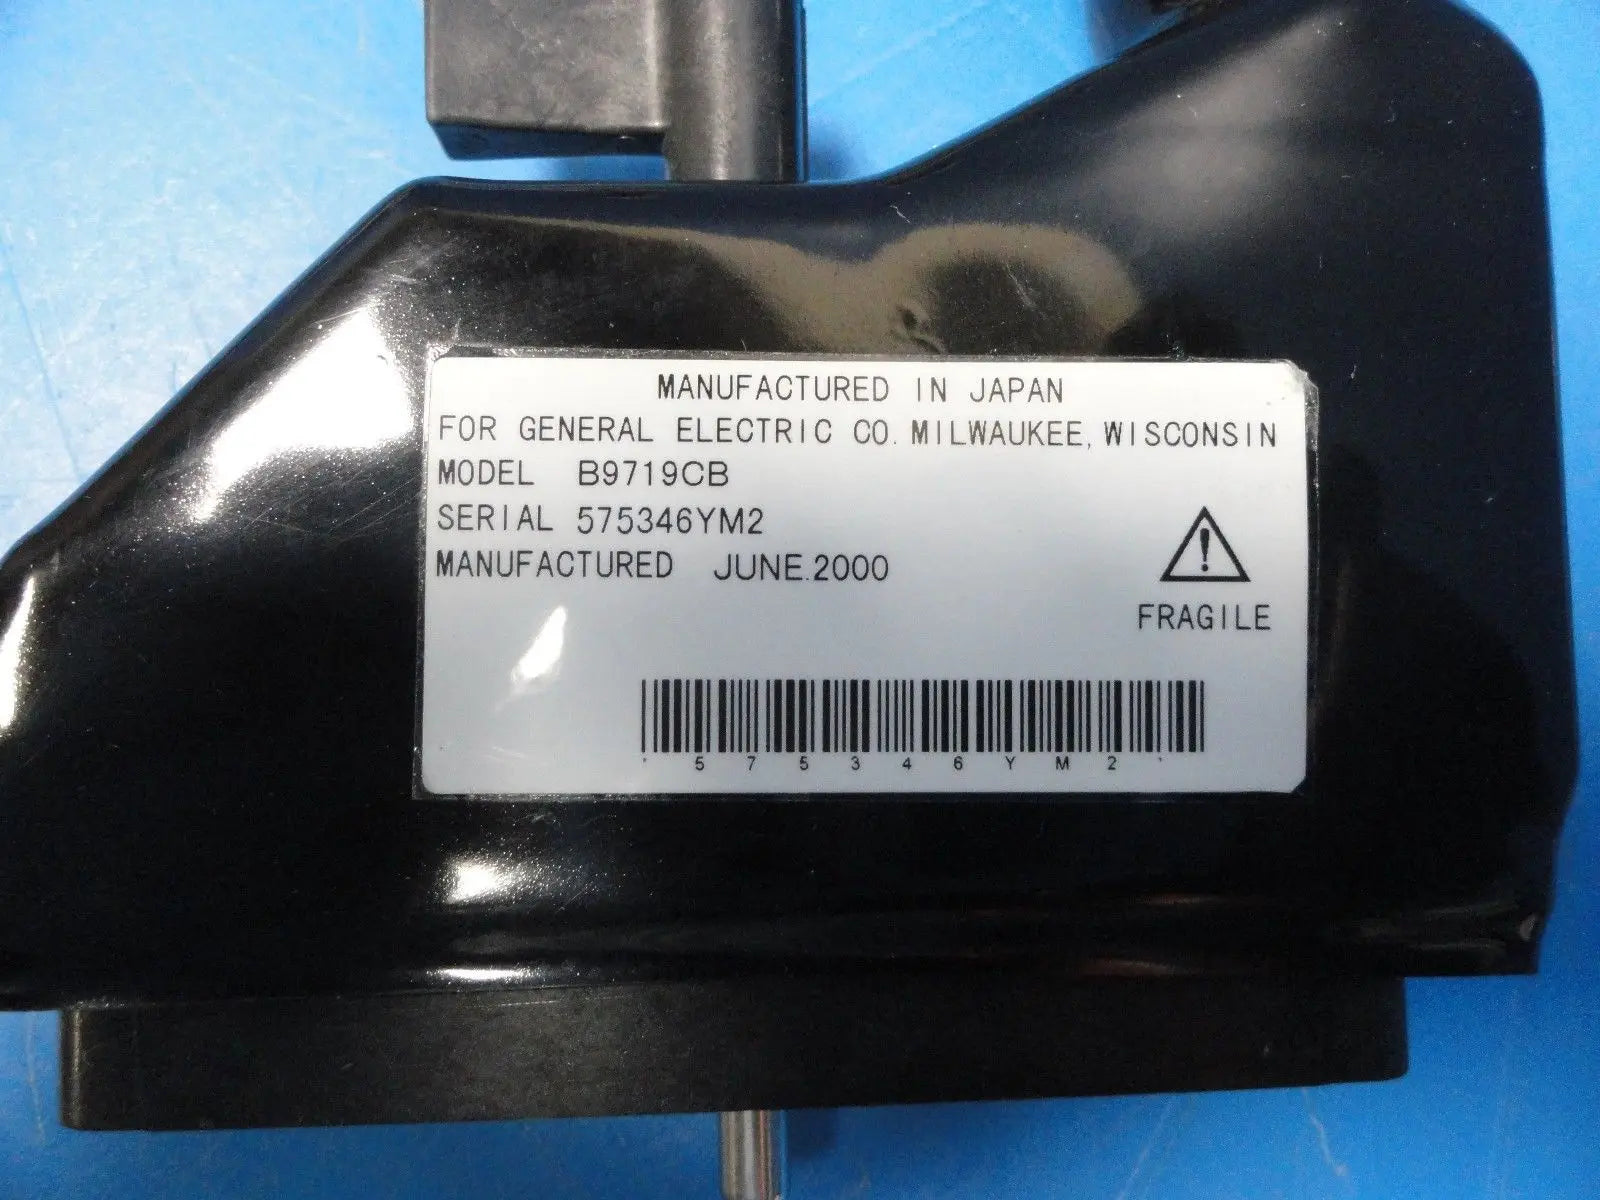 MANUFACTURED IN JAPAN
FOR GENERAL ELECTRIC CO. MILWAUKEE, WISCONSIN
MODEL B9719CB
SERIAL 575346YM2
MANUFACTURED JUNE.2000
FRAGILE
* 5 7 5 3 4 6 Y M 2 *